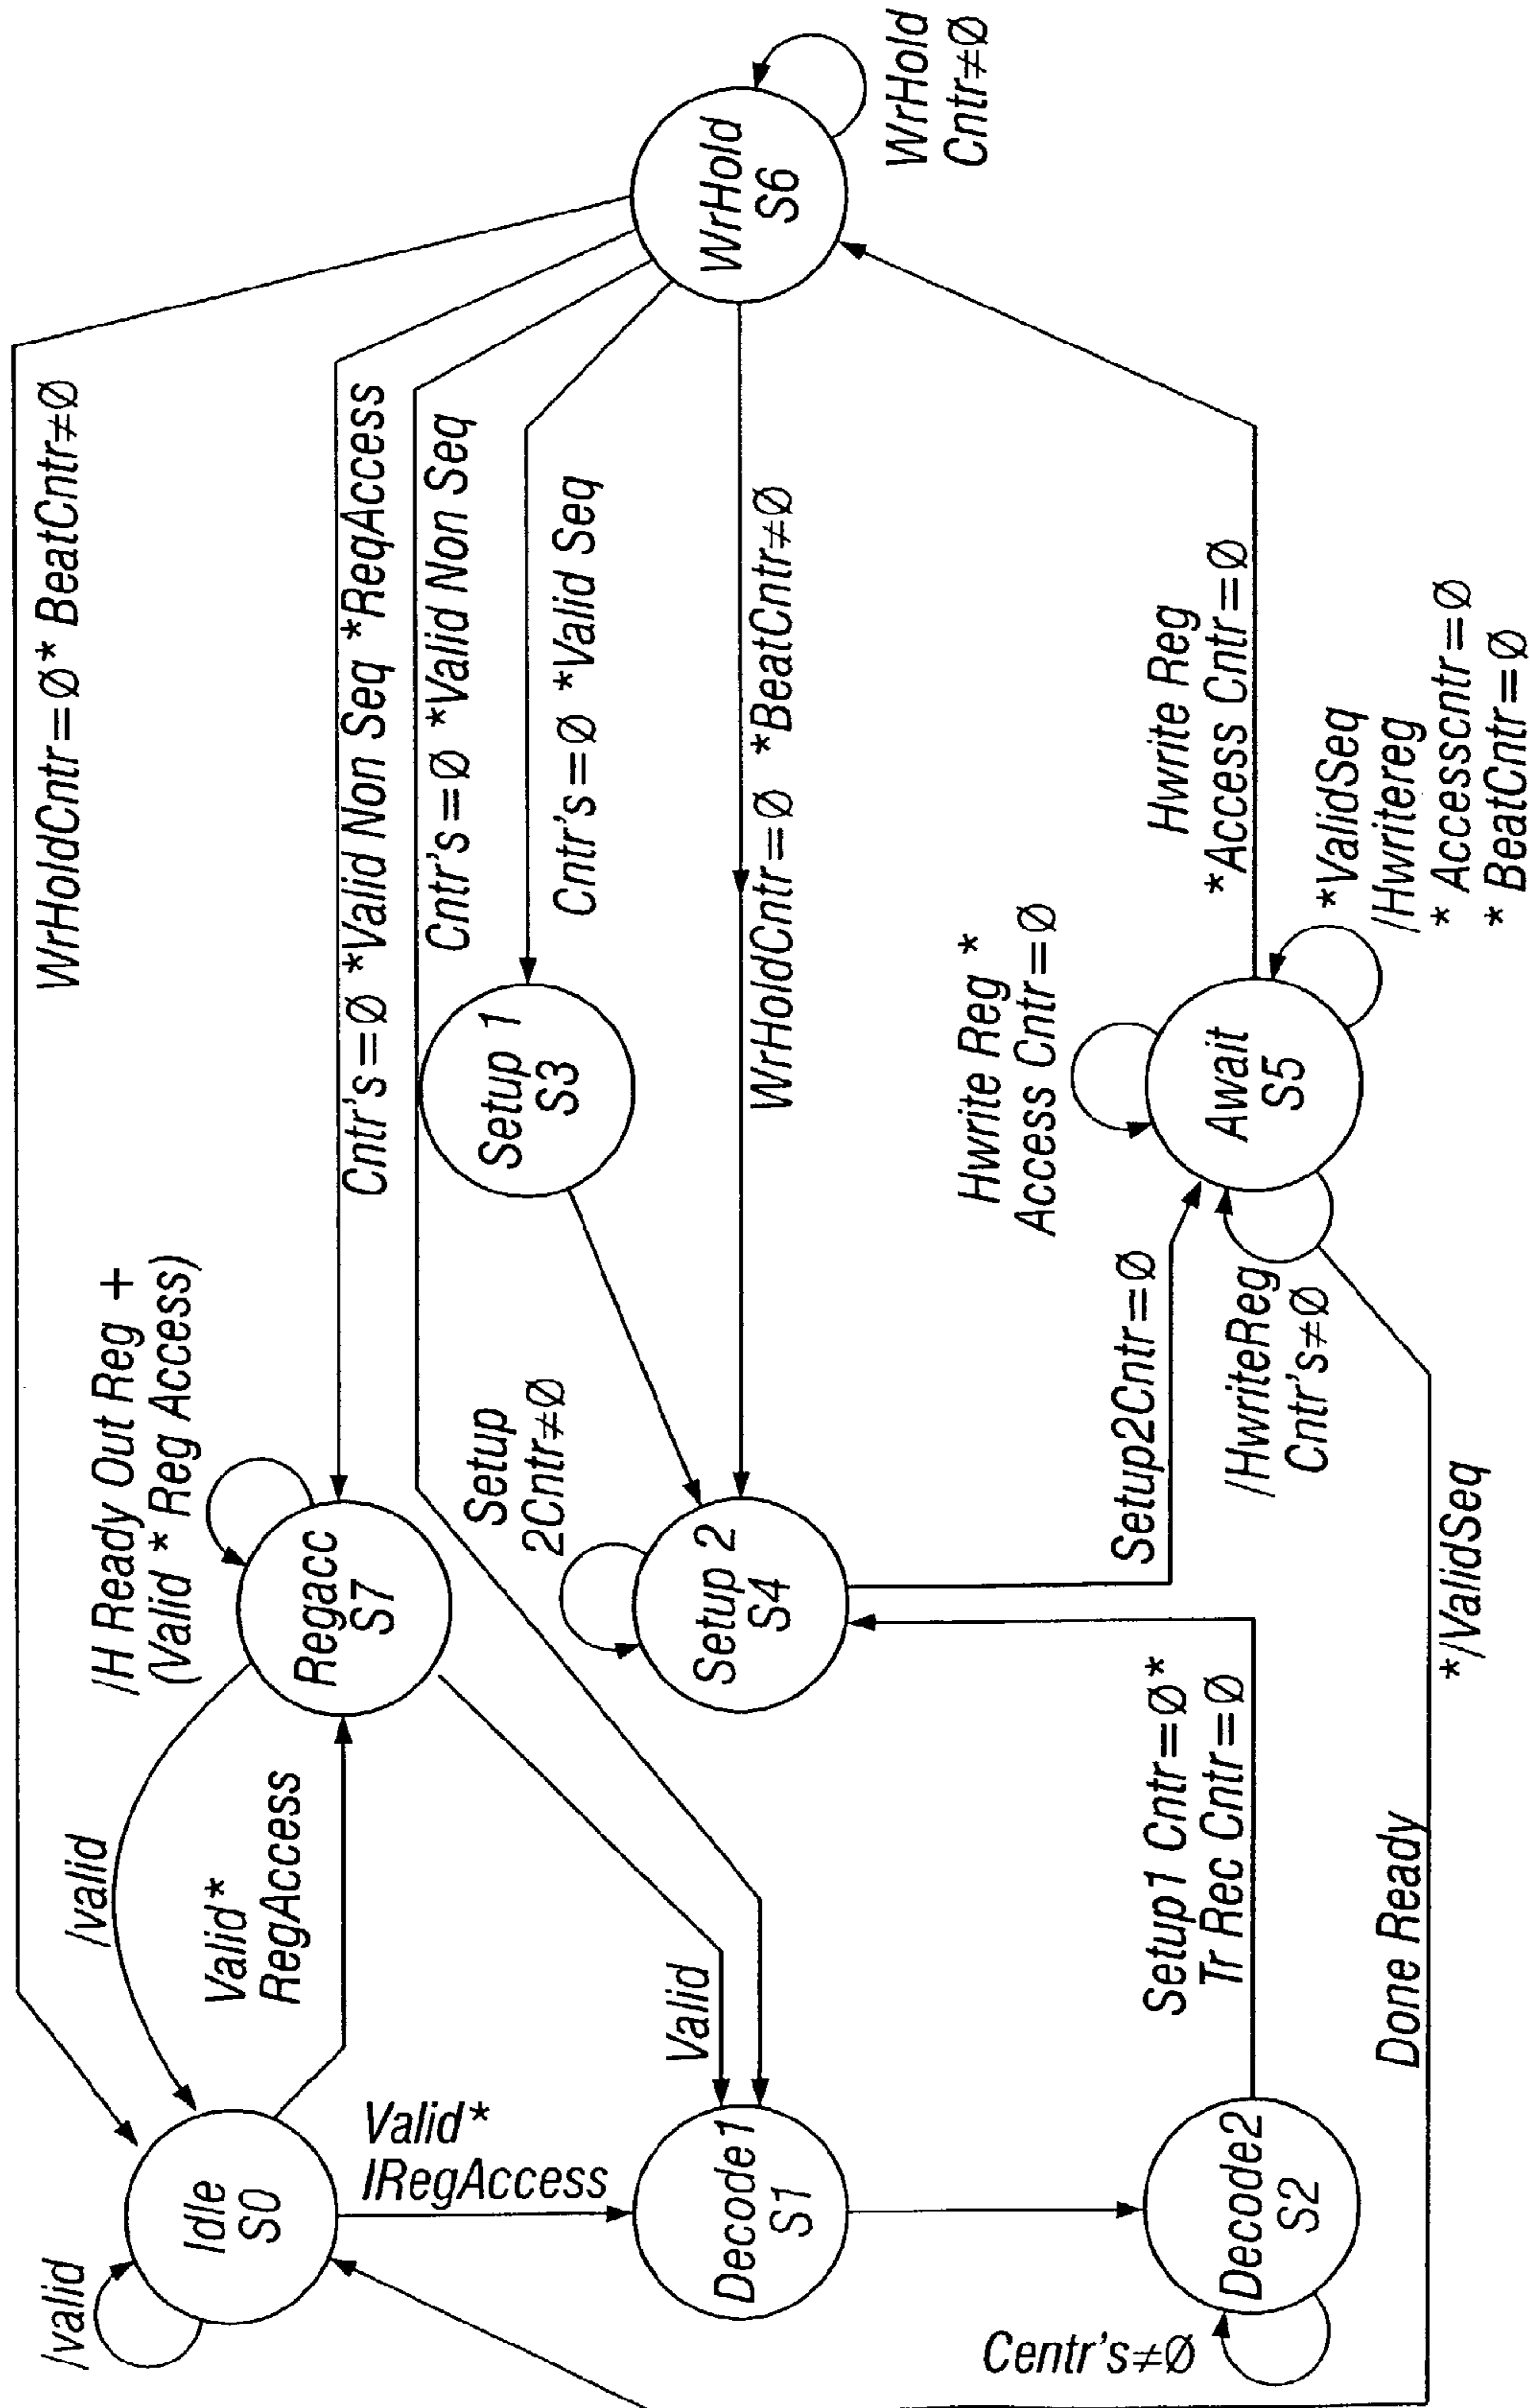 /valid
Idle
S0
/valid
Valid*
RegAccess
/H Ready Out Reg +
(Valid * Reg Access)
Regacc
S7
WrHoldCntr=Ø* BeatCntr≠Ø
Cntr's=Ø *Valid Non Seq *ReqAccess
Cntr's=Ø *Valid Non Seq
Cntr's=Ø *Valid Seq
Valid*
IRegAccess
Valid
Decode1
S1
Setup
2Cntr≠Ø
Setup 2
S4
Setup 1
S3
WrHoldCntr=Ø *BeatCntr≠Ø
WrHold
S6
WrHold
Cntr≠Ø
Centr's≠Ø
Decode2
S2
Setup1 Cntr=Ø*
Tr Rec Cntr=Ø
Setup2Cntr=Ø
/HwriteReg
Cntr's≠Ø
Hwrite Reg *
Access Cntr=Ø
Await
S5
Hwrite Reg
*Access Cntr=Ø
*ValidSeq
/Hwritereg
* Accesscntr=Ø
* BeatCntr=Ø
Done Ready
*/ValidSeq